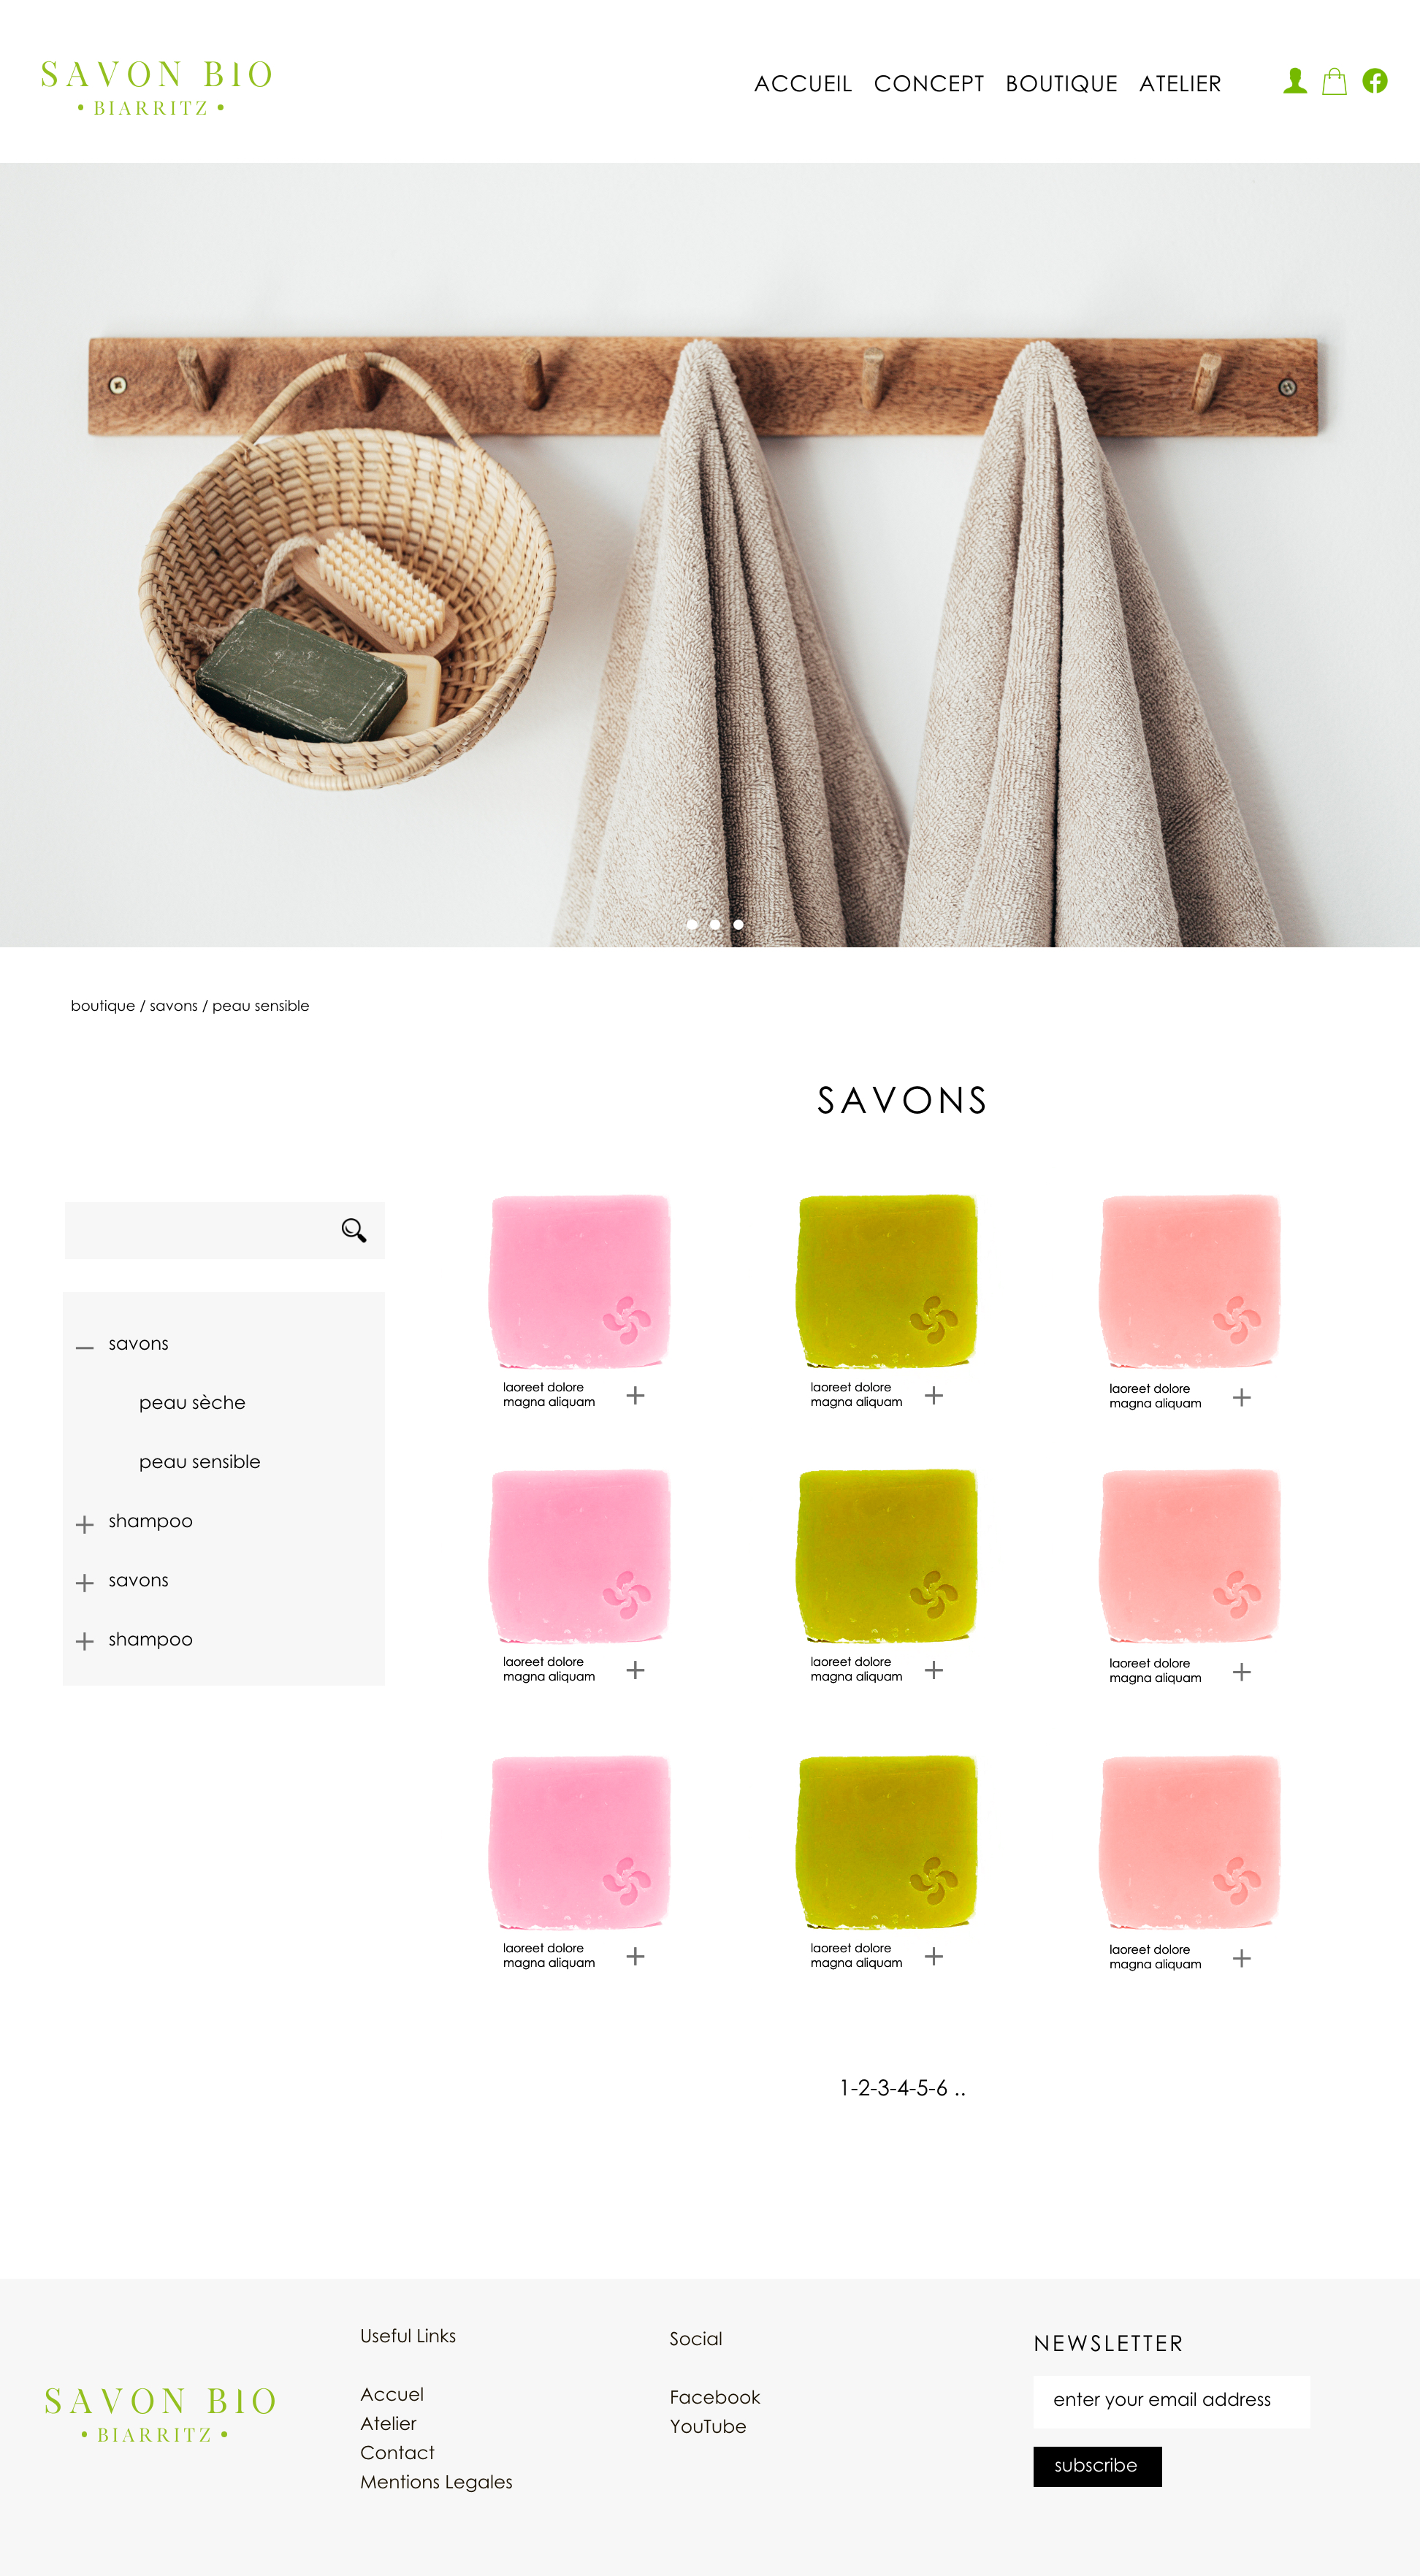 SAVON BIO
• BIARRITZ •
ACCUEIL CONCEPT BOUTIQUE ATELIER
boutique / savons / peau sensible
SAVONS
savons
peau sèche
peau sensible
shampoo
savons
shampoo
laoreet dolore
magna aliquam
laoreet dolore
magna aliquam
laoreet dolore
magna aliquam
laoreet dolore
magna aliquam
laoreet dolore
magna aliquam
laoreet dolore
magna aliquam
laoreet dolore
magna aliquam
laoreet dolore
magna aliquam
laoreet dolore
magna aliquam
1-2-3-4-5-6 ..
SAVON BIO
• BIARRITZ •
Useful Links
Accuel
Atelier
Contact
Mentions Legales
Social
Facebook
YouTube
NEWSLETTER
enter your email address
subscribe